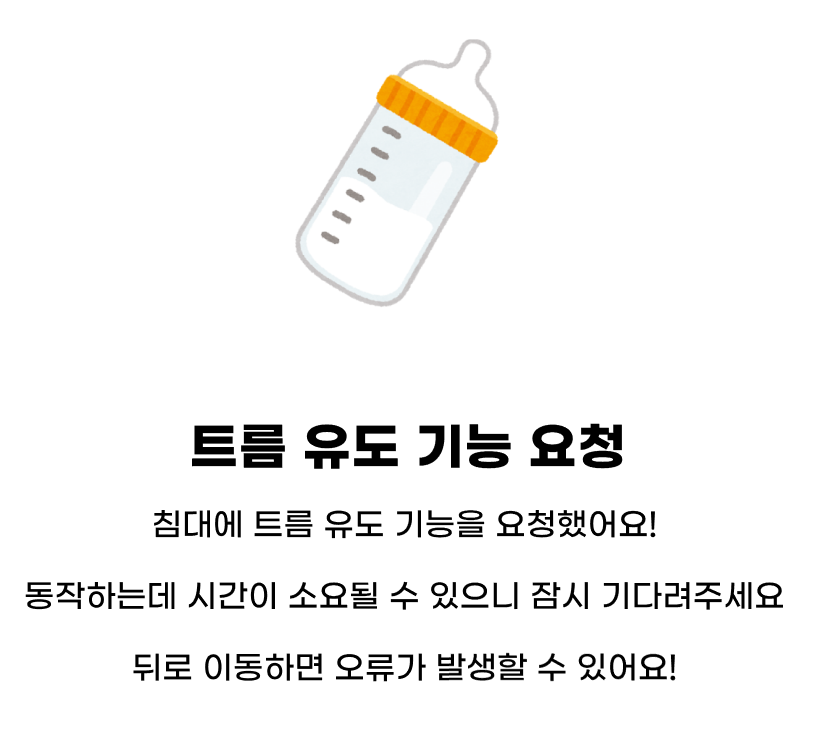 트름 유도 기능 요청
침대에 트름 유도 기능을 요청했어요!
동작하는데 시간이 소요될 수 있으니 잠시 기다려주세요
뒤로 이동하면 오류가 발생할 수 있어요!